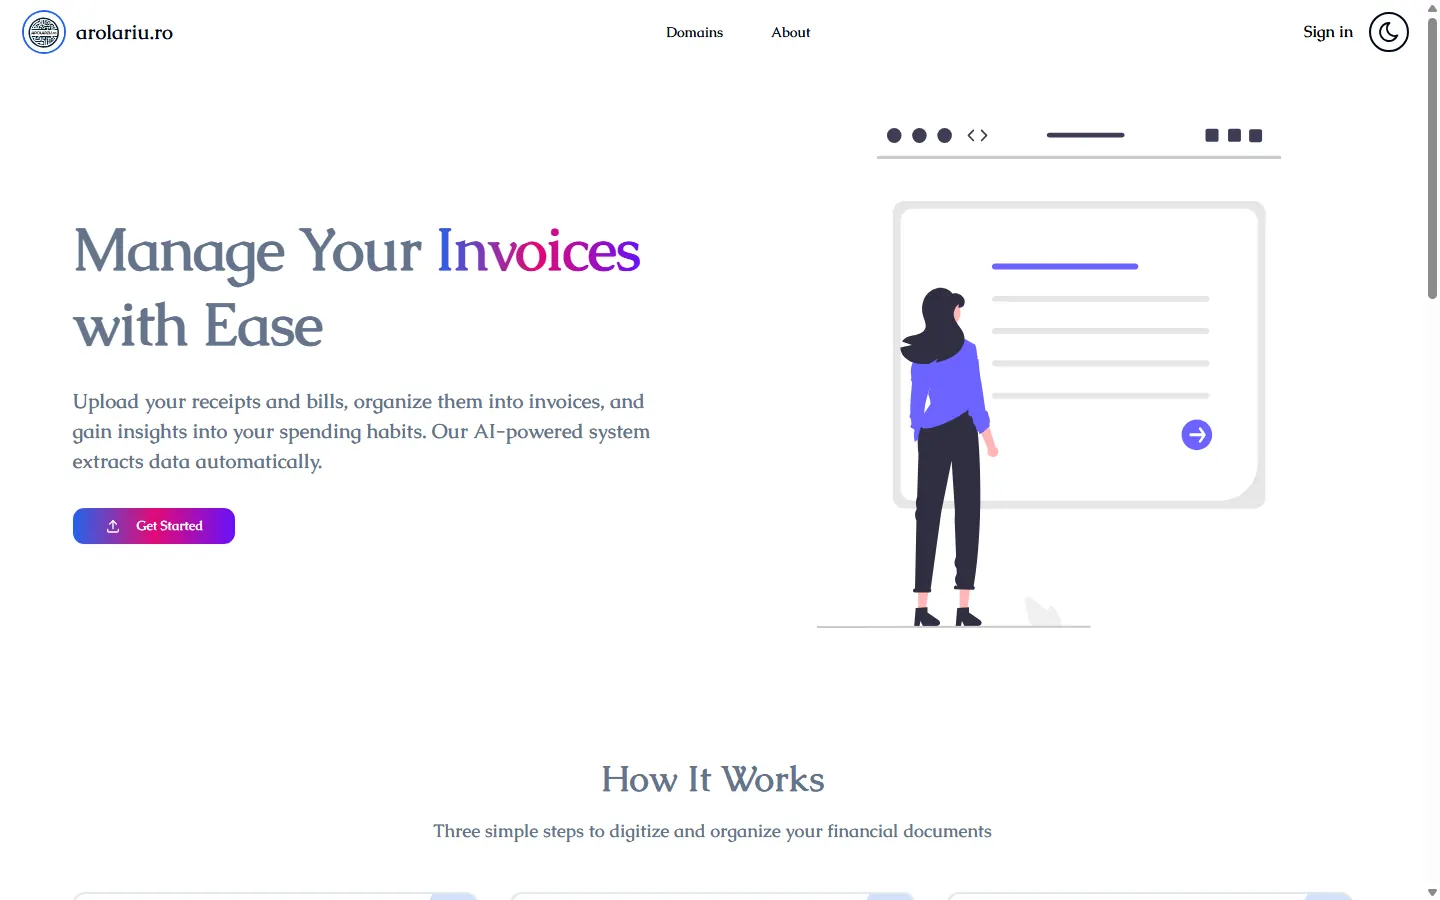 arolariu.ro
Domains
About
Sign in
Manage Your Invoices
with Ease
Upload your receipts and bills, organize them into invoices, and
gain insights into your spending habits. Our AI-powered system
extracts data automatically.
Get Started
How It Works
Three simple steps to digitize and organize your financial documents